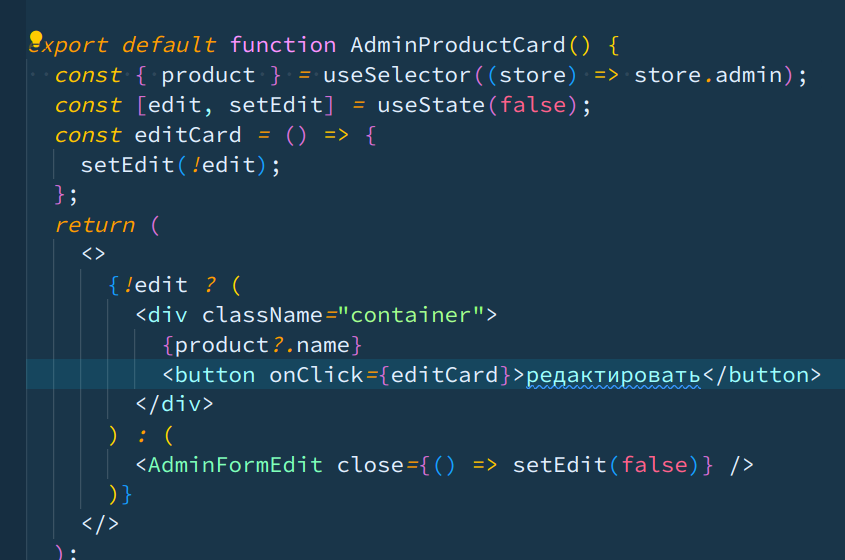 export default function AdminProductCard() {
const { product } = useSelector((store) => store.admin);
const [edit, setEdit] = useState(false);
const editCard = () => {
setEdit(!edit);
};
return (
<>
{!edit ? (
<div className="container">
{product?.name}
<button onClick={editCard}>редактировать</button>
</div>
) : (
<AdminFormEdit close={() => setEdit(false)} />
)}
</>
);